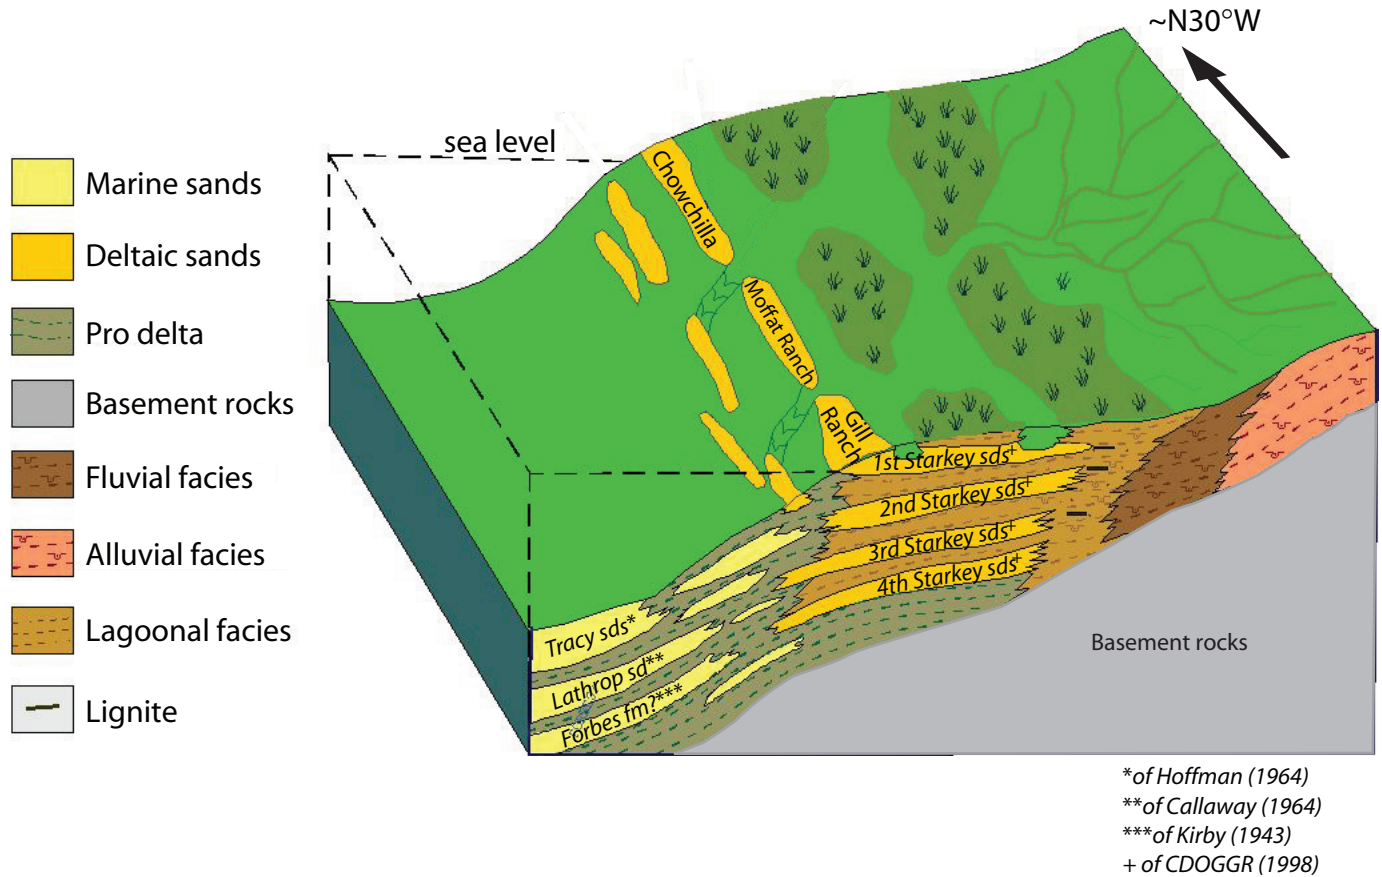 ~N30°W
sea level
Marine sands
Deltaic sands
Pro delta
Basement rocks
Fluvial facies
Alluvial facies
Lagoonal facies
Lignite
Chowchilla
Moffat Ranch
Gill
Ranch
1st Starkey sds+
2nd Starkey sds+
3rd Starkey sds+
4th Starkey sds+
Tracy sds*
Lathrop sd**
Forbes fm?***
Basement rocks
*of Hoffman (1964)
**of Callaway (1964)
***of Kirby (1943)
+ of CDOGGR (1998)